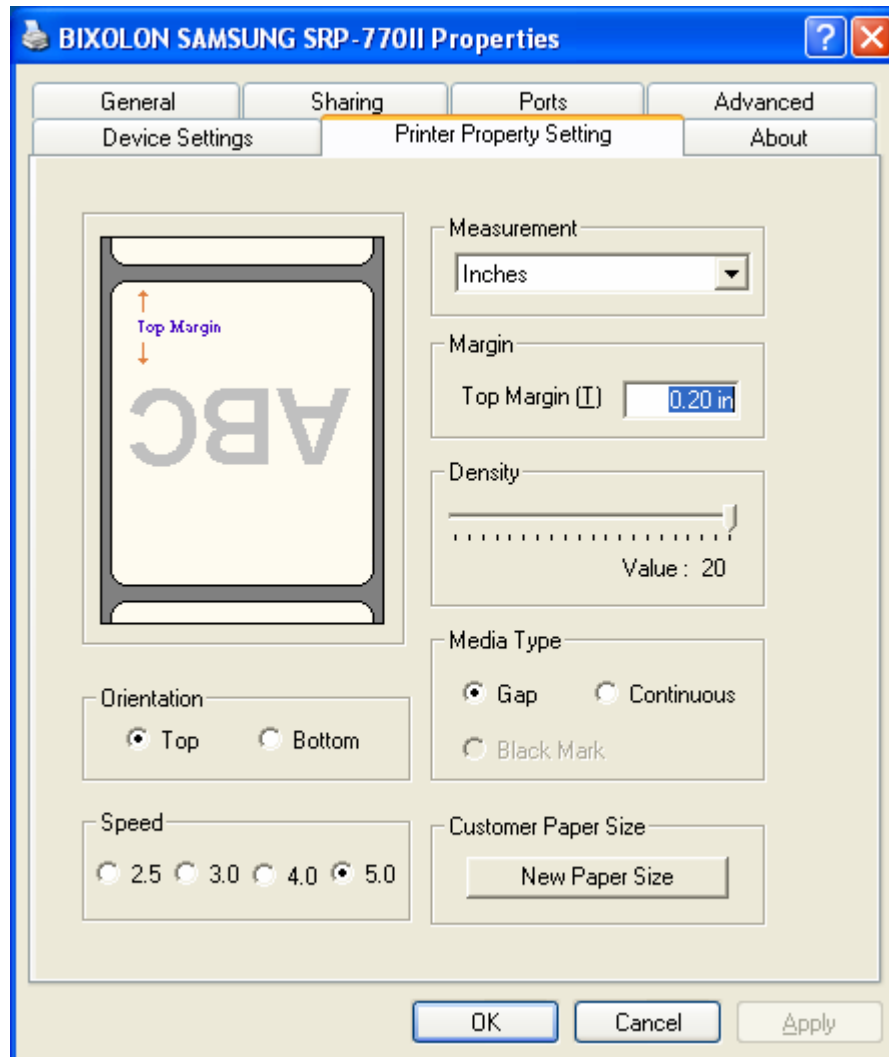 BIXOLON SAMSUNG SRP-770II Properties
General Sharing Ports Advanced
Device Settings Printer Property Setting About
Top Margin
ABC
Measurement
Inches
Margin
Top Margin (T) 0.20 in
Density
Value : 20
Media Type
Gap Continuous
Black Mark
Orientation
Top Bottom
Speed
2.5 3.0 4.0 5.0
Customer Paper Size
New Paper Size
OK Cancel Apply